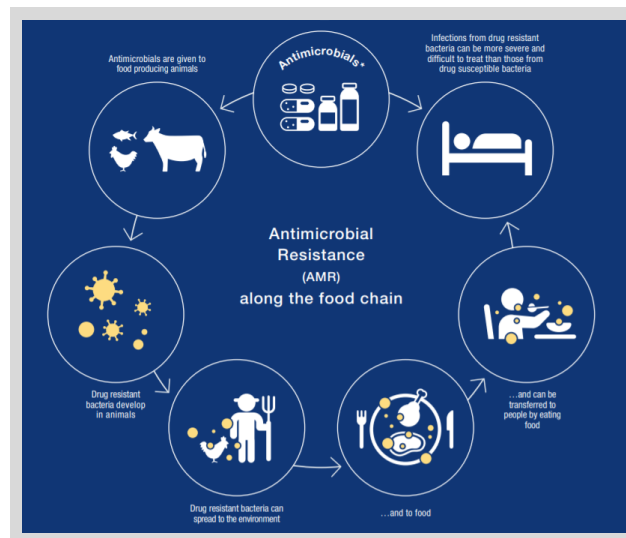 Antimicrobials*
Antimicrobials are given to
food producing animals
Infections from drug resistant
bacteria can be more severe and
difficult to treat than those from
drug susceptible bacteria
Antimicrobial
Resistance
(AMR)
along the food chain
Drug resistant
bacteria develop
in animals
Drug resistant bacteria can
spread to the environment
...and to food
...and can be
transferred to
people by eating
food